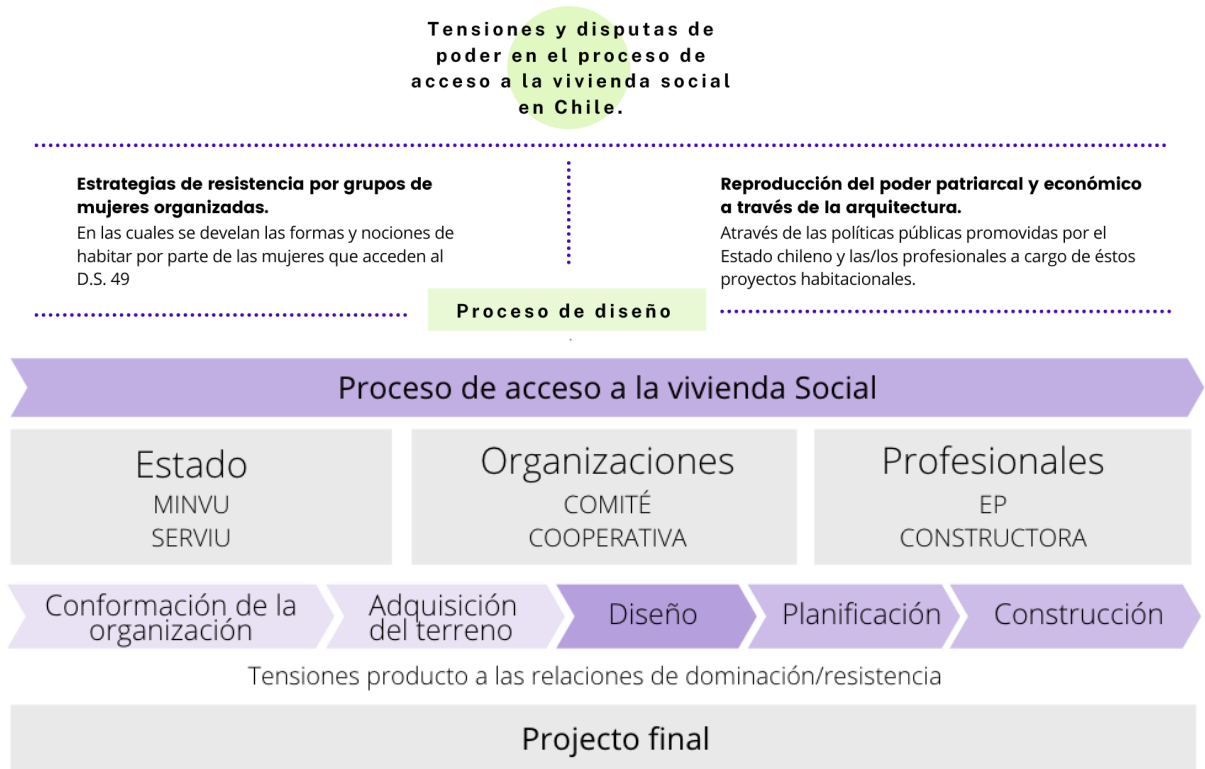 Tensiones y disputas de
poder en el proceso de
acceso a la vivienda social
en Chile.
Estrategias de resistencia por grupos de
mujeres organizadas.
En las cuales se develan las formas y nociones de
habitar por parte de las mujeres que acceden al
D.S. 49
Reproducción del poder patriarcal y económico
a través de la arquitectura.
Através de las políticas públicas promovidas por el
Estado chileno y las/los profesionales a cargo de éstos
proyectos habitacionales.
Proceso de diseño
Proceso de acceso a la vivienda Social
Estado
MINVU
SERVIU
Organizaciones
COMITÉ
COOPERATIVA
Profesionales
EP
CONSTRUCTORA
Conformación de la
organización
Adquisición
del terreno
Diseño
Planificación
Construcción
Tensiones producto a las relaciones de dominación/resistencia
Projecto final